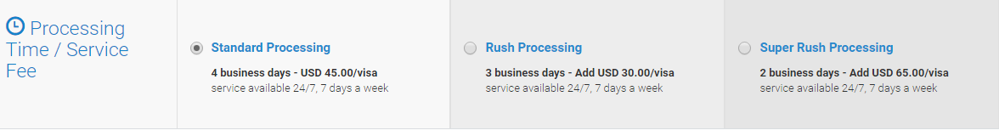 Processing
Time / Service
Fee
Standard Processing
4 business days - USD 45.00/visa
service available 24/7, 7 days a week
Rush Processing
3 business days - Add USD 30.00/visa
service available 24/7, 7 days a week
Super Rush Processing
2 business days - Add USD 65.00/visa
service available 24/7, 7 days a week